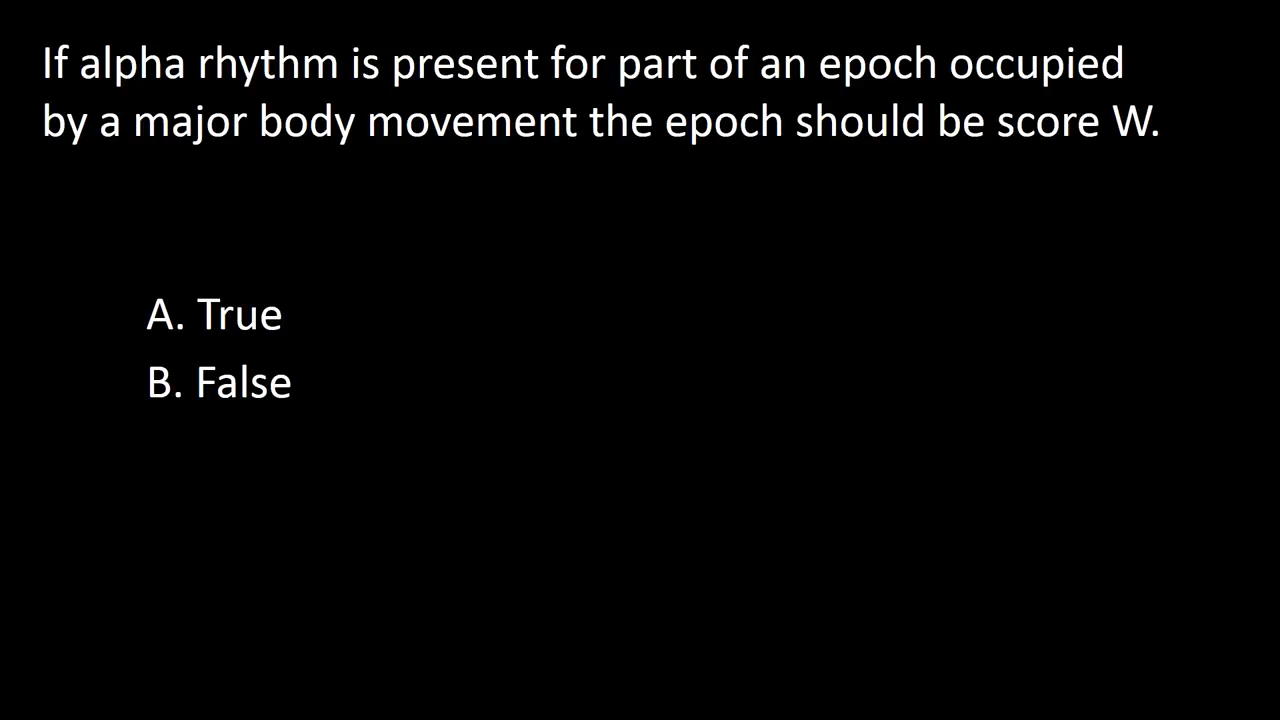 If alpha rhythm is present for part of an epoch occupied
by a major body movement the epoch should be score W.
A. True
B. False